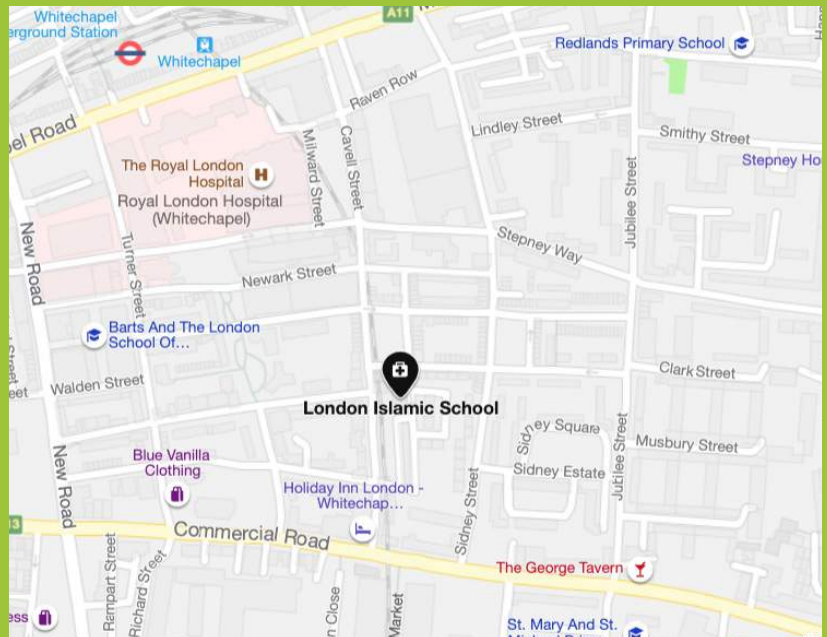 Whitechapel
erground Station
Whitechapel
A11
Redlands Primary School
Raven Row
el Road
Lindley Street
Smithy Street
Stepney Ho
The Royal London
Hospital
H
Royal London Hospital
(Whitechapel)
Milward Street
Cavell Street
Jubilee Street
New Road
Turner Street
Stepney Way
Newark Street
Barts And The London
School Of...
Walden Street
eet
Clark Street
London Islamic School
Sidney Square
Musbury Street
Blue Vanilla
Clothing
Sidney Estate
Jubilee Street
New Road
Holiday Inn London -
Whitechap...
Sidney Street
3
Commercial Road
The George Tavern
Rampart Street
Richard Street
n Close
Market
ess
St. Mary And St.